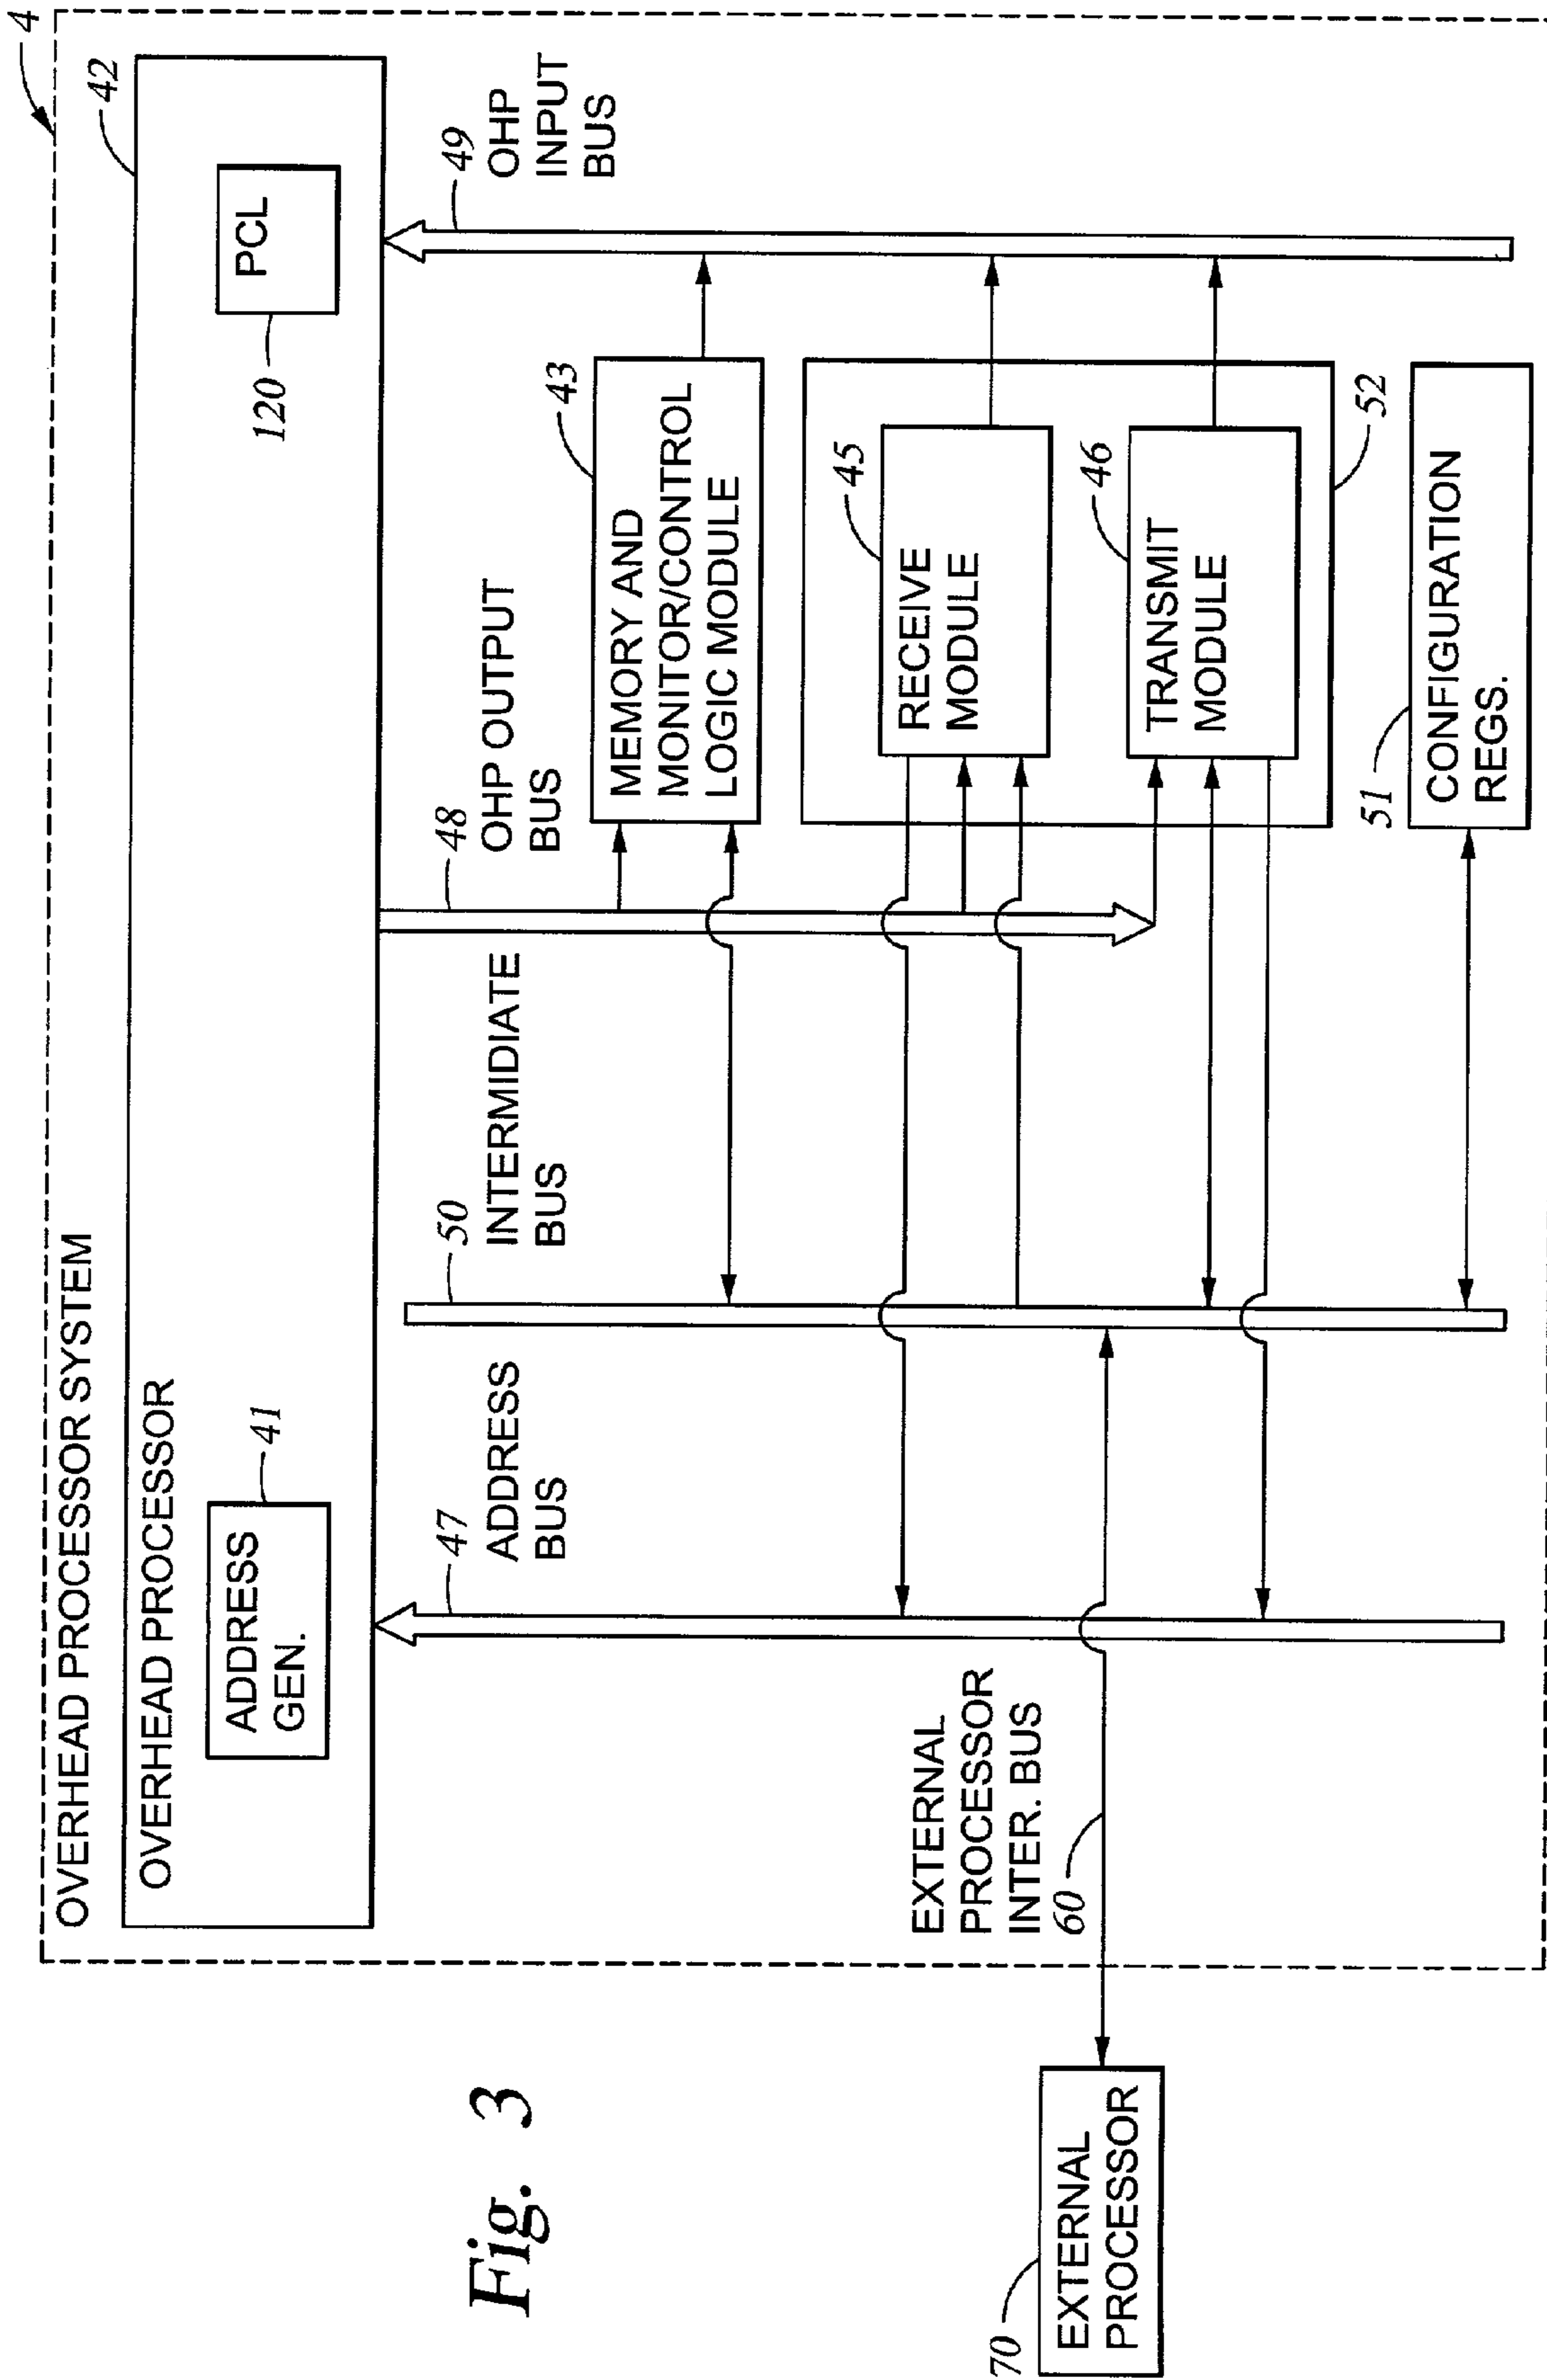 OVERHEAD PROCESSOR SYSTEM
4
OVERHEAD PROCESSOR
42
ADDRESS
GEN.
41
PCL
120
47
ADDRESS
BUS
50
INTERMIDIATE
BUS
48
OHP OUTPUT
BUS
49
OHP
INPUT
BUS
43
MEMORY AND
MONITOR/CONTROL
LOGIC MODULE
45
RECEIVE
MODULE
46
TRANSMIT
MODULE
52
51
CONFIGURATION
REGS.
EXTERNAL
PROCESSOR
INTER. BUS
60
70
EXTERNAL
PROCESSOR
Fig. 3